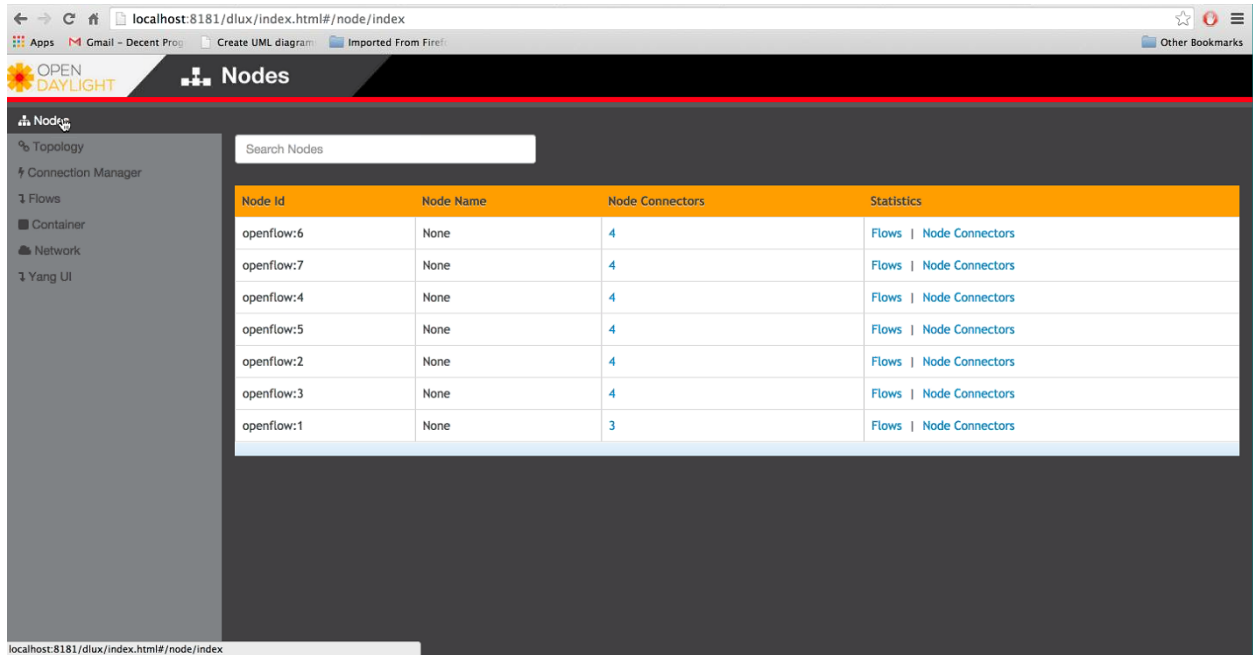 localhost:8181/dlux/index.html#/node/index
Apps Gmail - Decent Prog Create UML diagram Imported From Firef Other Bookmarks
OPEN
DAYLIGHT
Nodes
Nodes
Topology
Connection Manager
Flows
Container
Network
Yang UI
Search Nodes
Node Id Node Name Node Connectors Statistics
openflow:6 None 4 Flows | Node Connectors
openflow:7 None 4 Flows | Node Connectors
openflow:4 None 4 Flows | Node Connectors
openflow:5 None 4 Flows | Node Connectors
openflow:2 None 4 Flows | Node Connectors
openflow:3 None 4 Flows | Node Connectors
openflow:1 None 3 Flows | Node Connectors
localhost:8181/dlux/index.html#/node/index